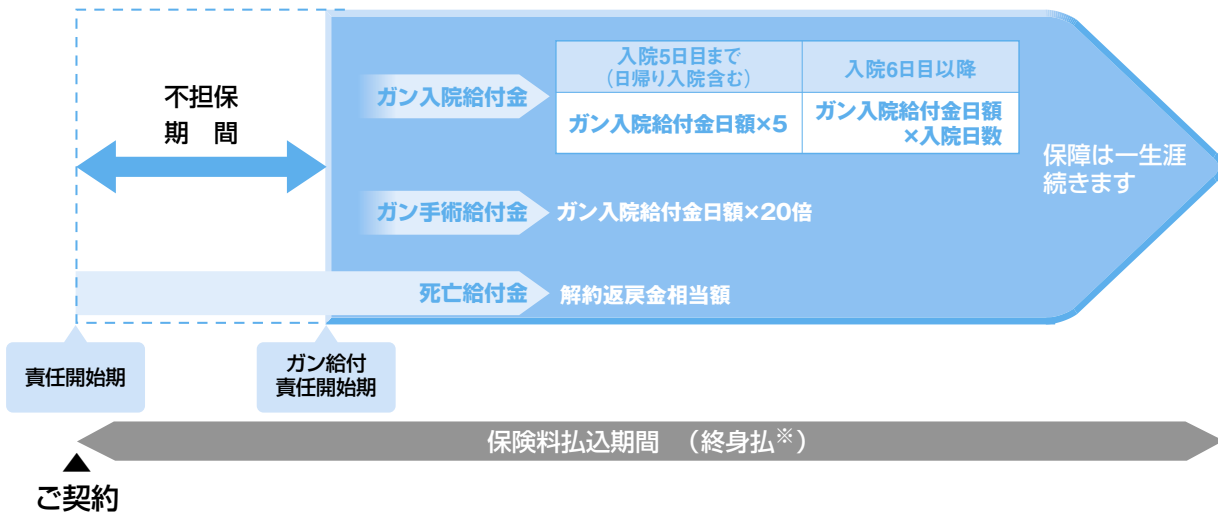 不担保
期　間
ガン入院給付金
入院5日目まで
(日帰り入院含む)
入院6日目以降
ガン入院給付金日額×5
ガン入院給付金日額
×入院日数
保障は一生涯
続きます
ガン手術給付金
ガン入院給付金日額×20倍
死亡給付金
解約返戻金相当額
責任開始期
ガン給付
責任開始期
保険料払込期間　(終身払※)
▲
ご契約